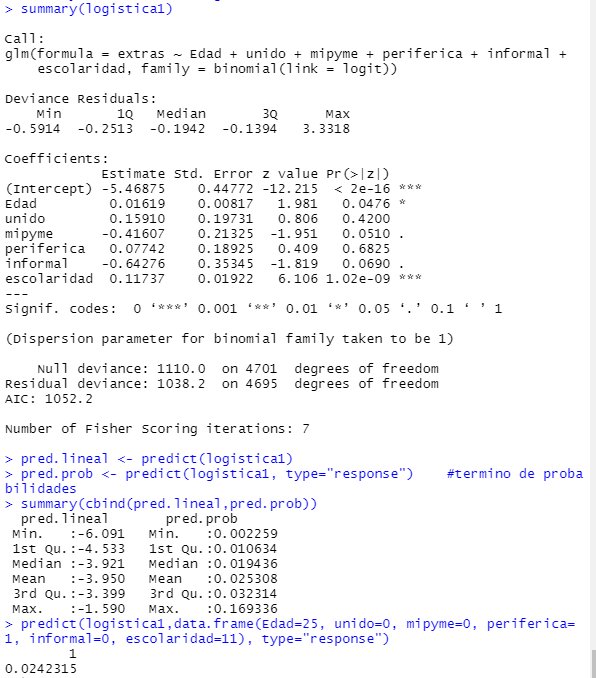 > summary(logistica1)
Call:
glm(formula = extras ~ Edad + unido + mipyme + periferica + informal +
    escolaridad, family = binomial(link = logit))
Deviance Residuals:
    Min      1Q  Median      3Q     Max
-0.5914 -0.2513 -0.1942 -0.1394  3.3318
Coefficients:
            Estimate Std. Error z value Pr(>|z|)
(Intercept) -5.46875    0.44772 -12.215  < 2e-16 ***
Edad         0.01619    0.00817   1.981   0.0476 *
unido        0.15910    0.19731   0.806   0.4200
mipyme      -0.41607    0.21325  -1.951   0.0510 .
periferica   0.07742    0.18925   0.409   0.6825
informal    -0.64276    0.35345  -1.819   0.0690 .
escolaridad  0.11737    0.01922   6.106 1.02e-09 ***
---
Signif. codes:  0 ‘***’ 0.001 ‘**’ 0.01 ‘*’ 0.05 ‘.’ 0.1 ‘ ’ 1
(Dispersion parameter for binomial family taken to be 1)
    Null deviance: 1110.0  on 4701  degrees of freedom
Residual deviance: 1038.2  on 4695  degrees of freedom
AIC: 1052.2
Number of Fisher Scoring iterations: 7
> pred.lineal <- predict(logistica1)
> pred.prob <- predict(logistica1, type="response")    #termino de proba
bilidades
> summary(cbind(pred.lineal,pred.prob))
  pred.lineal       pred.prob
 Min.   :-6.091   Min.   :0.002259
 1st Qu.:-4.533   1st Qu.:0.010634
 Median :-3.921   Median :0.019436
 Mean   :-3.950   Mean   :0.025308
 3rd Qu.:-3.399   3rd Qu.:0.032314
 Max.   :-1.590   Max.   :0.169336
> predict(logistica1,data.frame(Edad=25, unido=0, mipyme=0, periferica=
1, informal=0, escolaridad=11), type="response")
        1
0.0242315